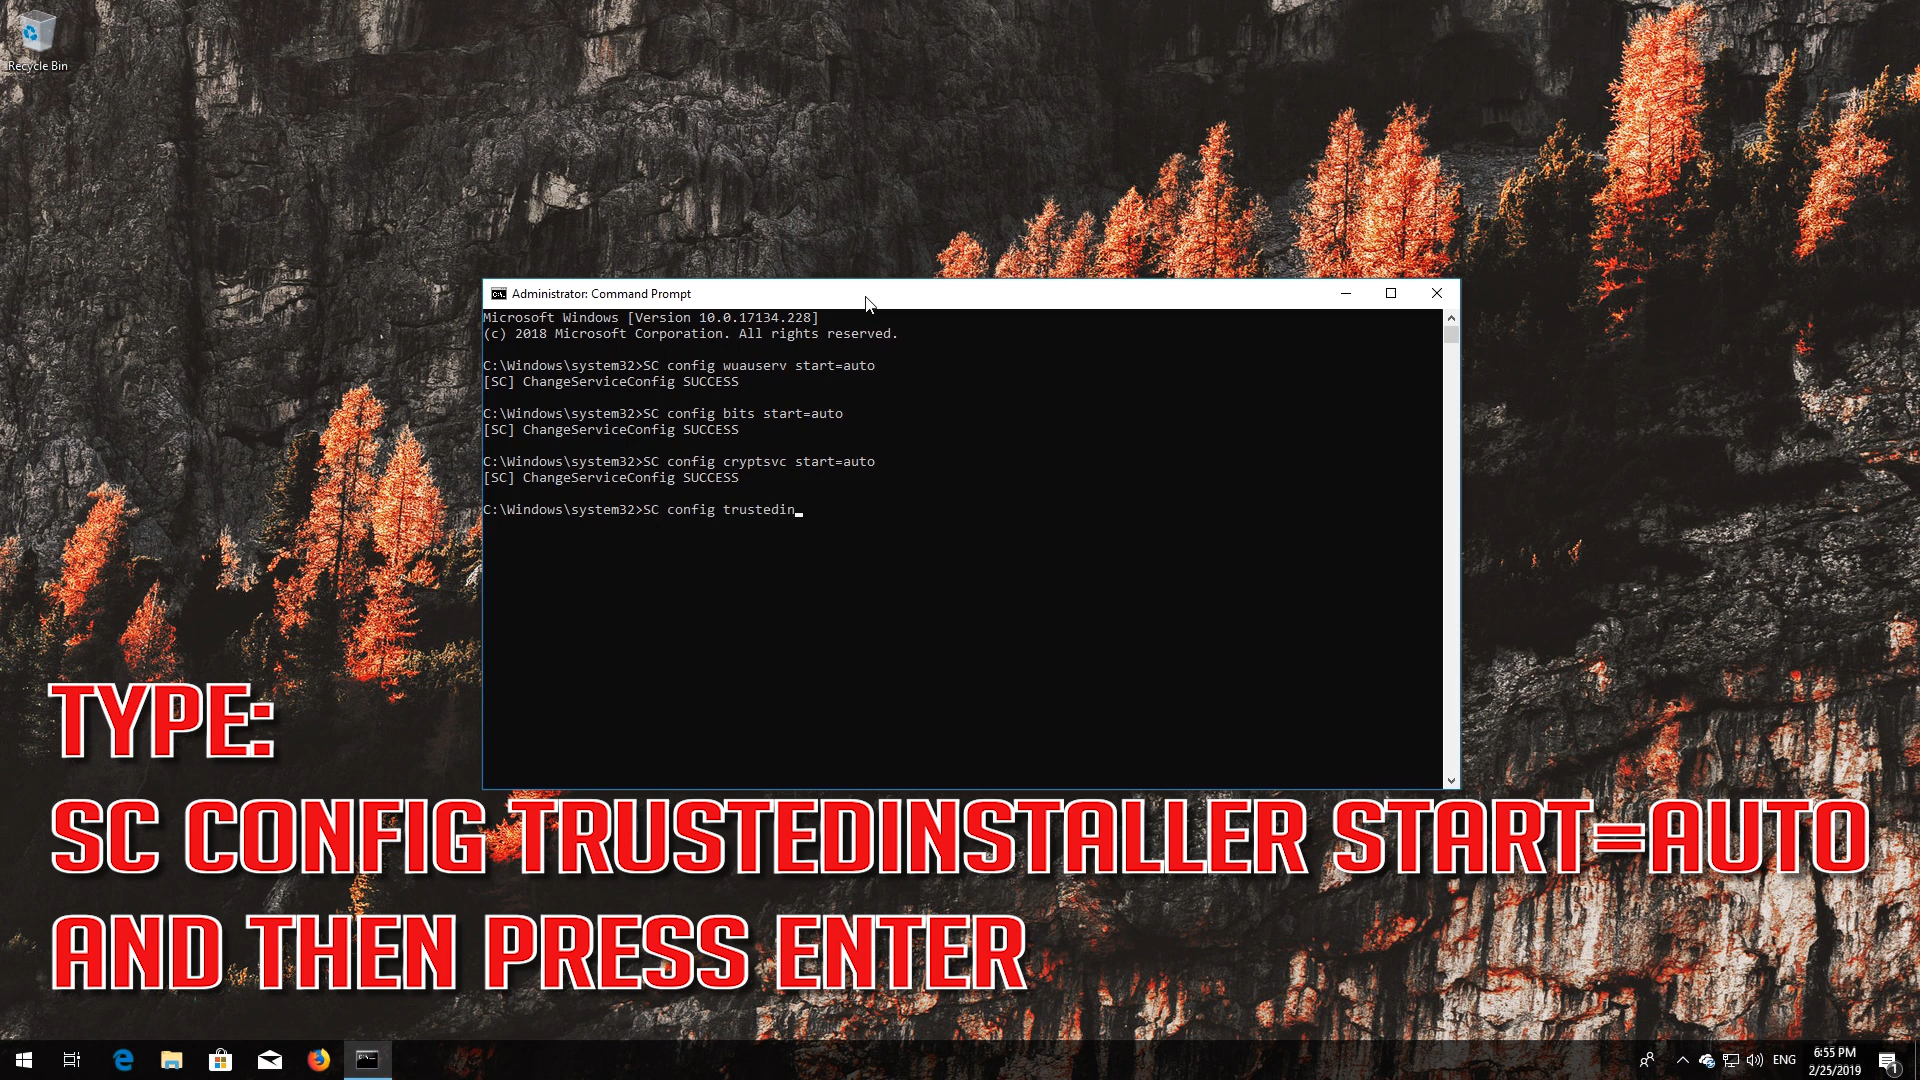 Recycle Bin
Administrator: Command Prompt
Microsoft Windows [Version 10.0.17134.228]
(c) 2018 Microsoft Corporation. All rights reserved.
C:\Windows\system32>SC config wuauserv start=auto
[SC] ChangeServiceConfig SUCCESS
C:\Windows\system32>SC config bits start=auto
[SC] ChangeServiceConfig SUCCESS
C:\Windows\system32>SC config cryptsvc start=auto
[SC] ChangeServiceConfig SUCCESS
C:\Windows\system32>SC config trustedin
TYPE:
SC CONFIG TRUSTEDINSTALLER START=AUTO
AND THEN PRESS ENTER
ENG
6:55 PM
2/25/2019
1